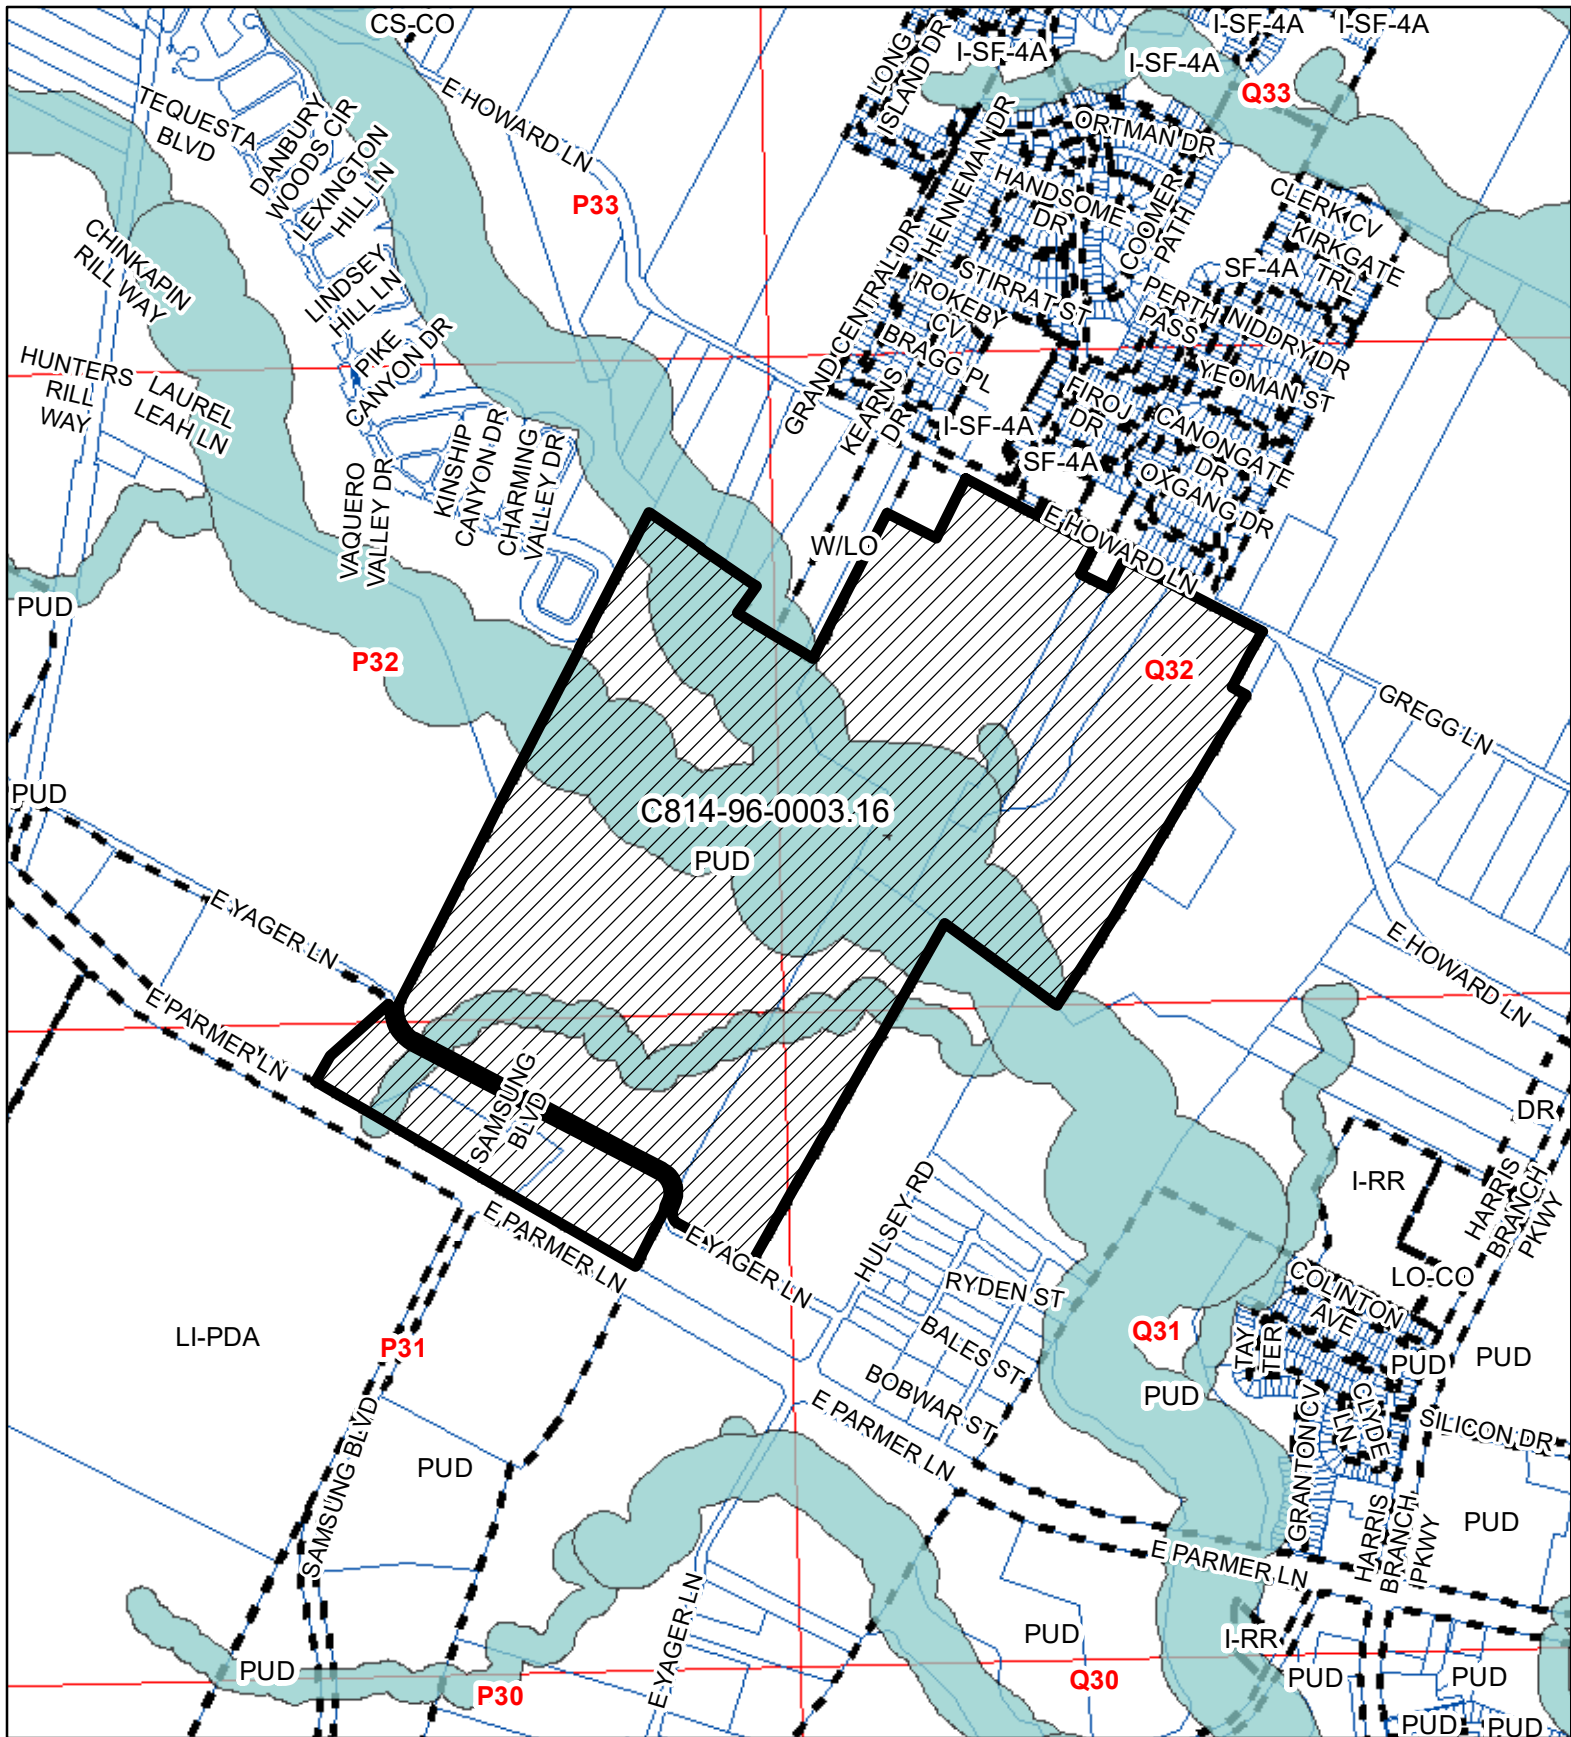 CS-CO
I-SF-4A
I-SF-4A
I-SF-4A
I-SF-4A
LONG
ISLAND DR
Q33
E HOWARD LN
TEQUESTA
BLVD
DANBURY
WOODS CIR
LEXINGTON
HILL LN
ORTMAN DR
HENNEMAN DR
HANDSOME
DR
COOMER
PATH
CLERK CV
KIRKGATE
TRL
P33
CHINKAPIN
RILL WAY
LINDSEY
HILL LN
SF-4A
STIRRAT ST
PERTH
PASS
NIDDRY DR
ROKEBY
CV
GRAND CENTRAL DR
BRAGG PL
YEOMAN ST
PIKE
CANYON DR
HUNTERS
RILL
WAY
LAUREL
LEAH LN
KEARNS
DR
FIROJ
DR
CANONGATE
DR
I-SF-4A
SF-4A
OXGANG DR
KINSHIP
CANYON DR
CHARMING
VALLEY DR
VAQUERO
VALLEY DR
W/LO
E HOWARD LN
PUD
P32
Q32
GREGG LN
PUD
C814-96-0003.16
PUD
E YAGER LN
E HOWARD LN
E PARMER LN
SAMSUNG
BLVD
DR
HARRIS
BRANCH
PKWY
I-RR
HULSEY RD
E PARMER LN
E YAGER LN
LO-CO
COLINTON
AVE
RYDEN ST
LI-PDA
P31
Q31
TAY
TER
BALES ST
PUD
PUD
BOBWAR ST
PUD
CLYDE
LN
GRANTON CV
SILICON DR
E PARMER LN
SAMSUNG BLVD
PUD
HARRIS
BRANCH
PKWY
PUD
E PARMER LN
E YAGER LN
PUD
I-RR
PUD
P30
Q30
PUD
PUD
PUD
PUD